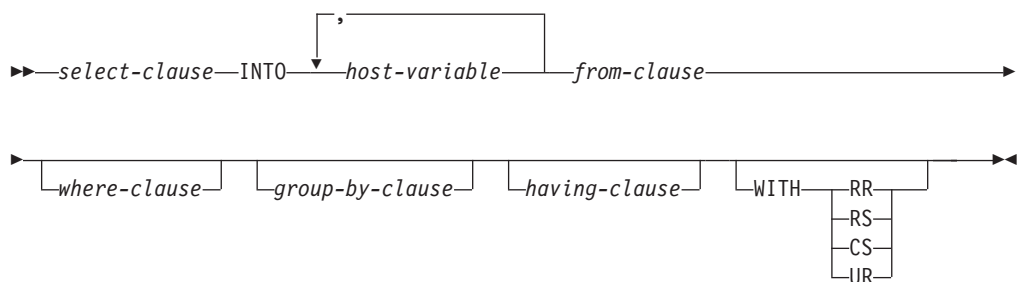 ,
select-clause INTO host-variable from-clause
where-clause group-by-clause having-clause WITH RR
RS
CS
UR